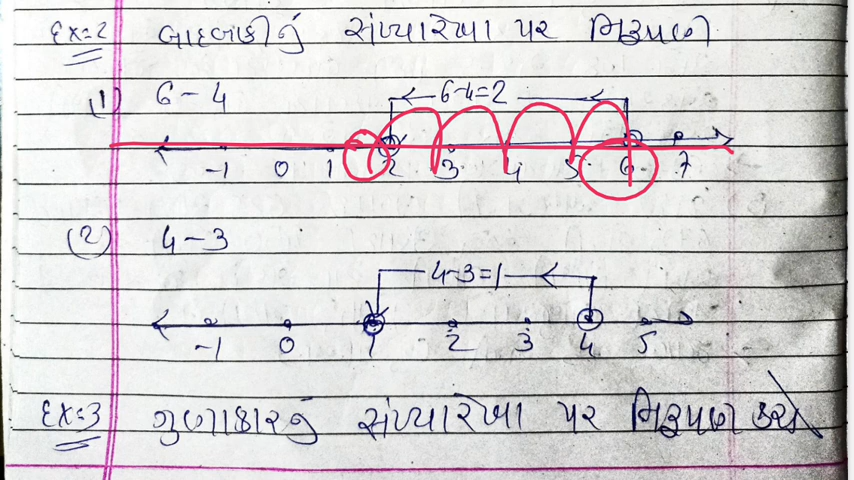 Ex=2 બાદબાકીનું સંખ્યારેખા પર નિરૂપણ
(1) 6-4
6-4=2
-1 0 1 2 3 4 5 6 7
(2) 4-3
4-3=1
-1 0 1 2 3 4 5
Ex=3 ગુણાકારનું સંખ્યારેખા પર નિરૂપણ કરો